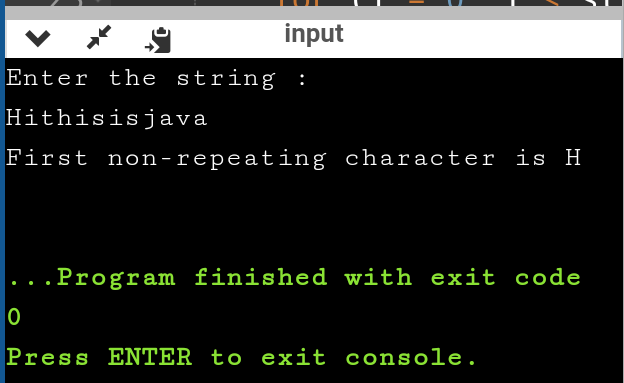 input
Enter the string :
Hithisisjava
First non-repeating character is H
...Program finished with exit code
0
Press ENTER to exit console.